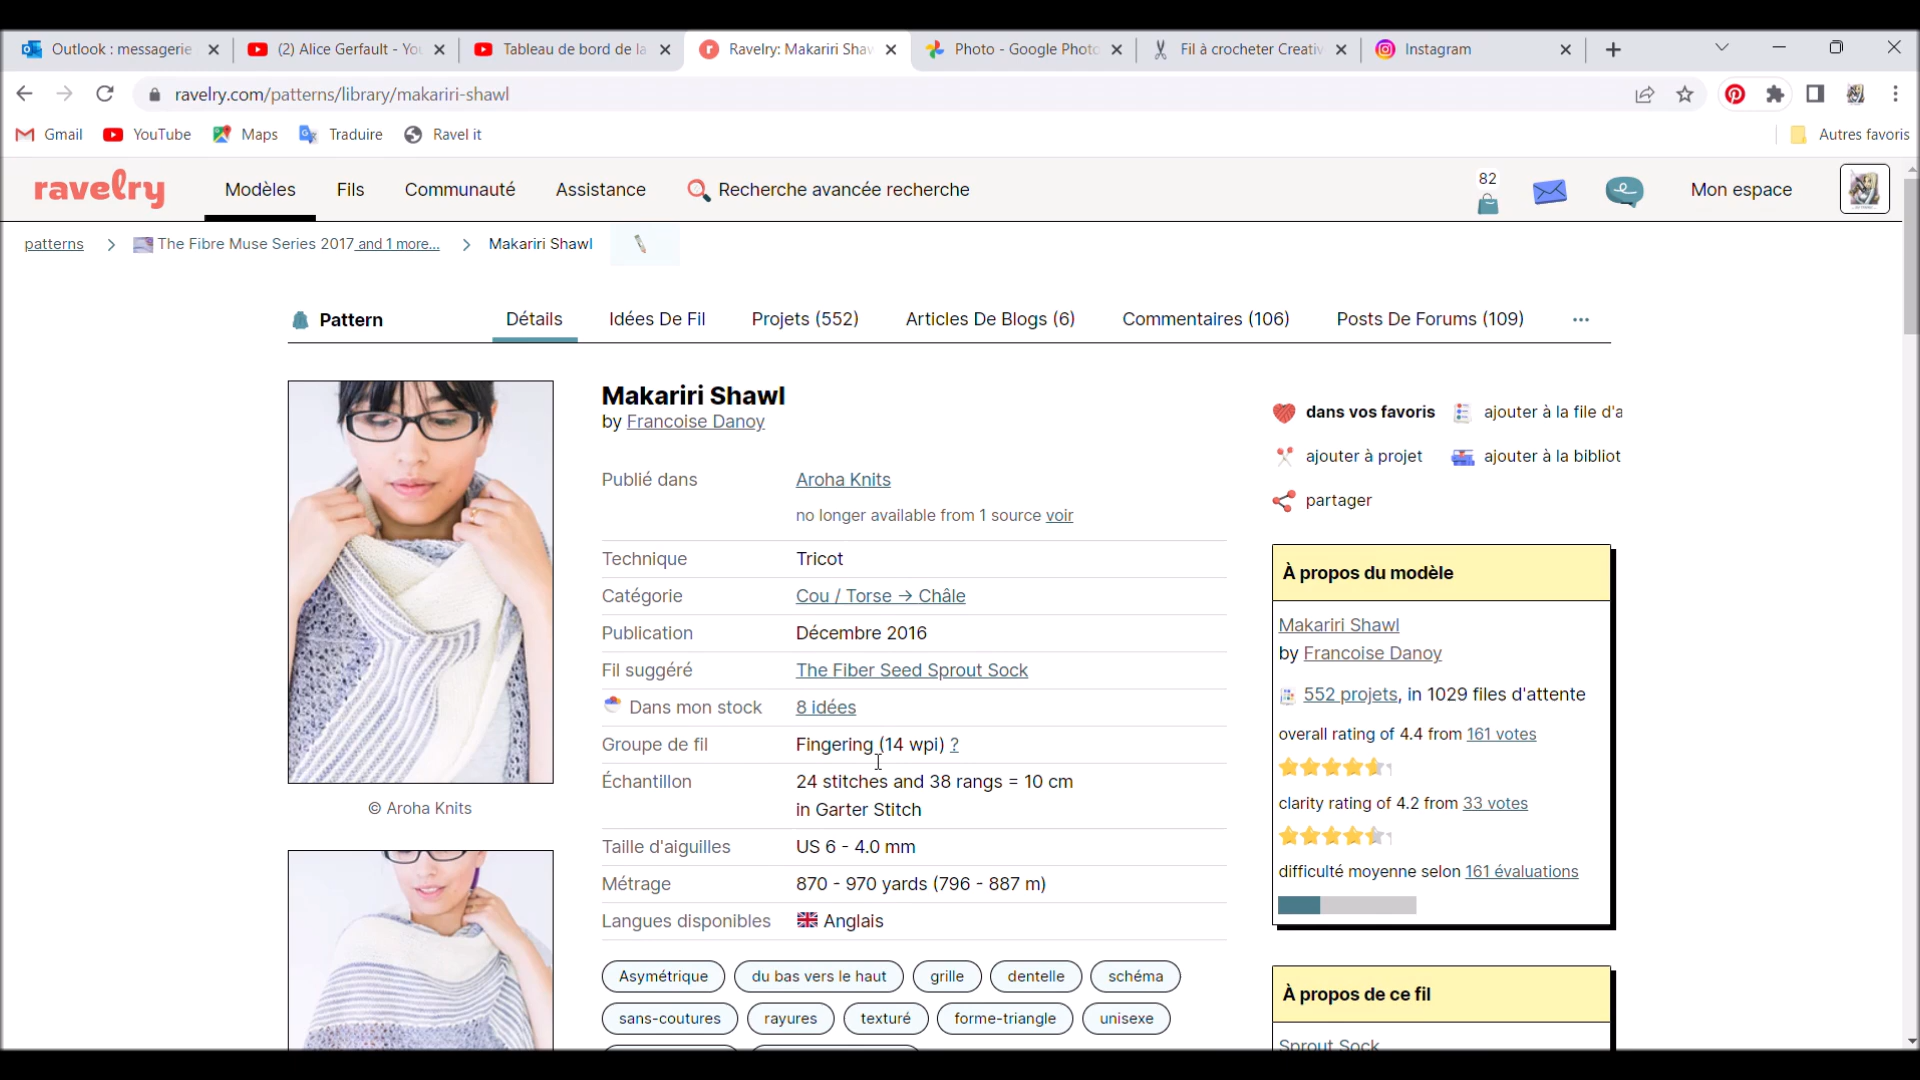 Outlook : messagerie
(2) Alice Gerfault - You
Tableau de bord de la
Ravelry: Makariri Shaw
Photo - Google Photo
Fil à crocheter Creativ
Instagram
ravelry.com/patterns/library/makariri-shawl
Gmail
YouTube
Maps
Traduire
Ravel it
Autres favoris
ravelry
Modèles
Fils
Communauté
Assistance
Recherche avancée recherche
82
Mon espace
patterns > The Fibre Muse Series 2017 and 1 more... > Makariri Shawl
Pattern
Détails
Idées De Fil
Projets (552)
Articles De Blogs (6)
Commentaires (106)
Posts De Forums (109)
...
© Aroha Knits
Makariri Shawl
by Francoise Danoy
Publié dans Aroha Knits
no longer available from 1 source voir
Technique Tricot
Catégorie Cou / Torse → Châle
Publication Décembre 2016
Fil suggéré The Fiber Seed Sprout Sock
Dans mon stock 8 idées
Groupe de fil Fingering (14 wpi) ?
Échantillon 24 stitches and 38 rangs = 10 cm
in Garter Stitch
Taille d'aiguilles US 6 - 4.0 mm
Métrage 870 - 970 yards (796 - 887 m)
Langues disponibles Anglais
Asymétrique du bas vers le haut grille dentelle schéma
sans-coutures rayures texturé forme-triangle unisexe
dans vos favoris ajouter à la file d'a
ajouter à projet ajouter à la bibliot
partager
À propos du modèle
Makariri Shawl
by Francoise Danoy
552 projets, in 1029 files d'attente
overall rating of 4.4 from 161 votes
clarity rating of 4.2 from 33 votes
difficulté moyenne selon 161 évaluations
À propos de ce fil
Sprout Sock